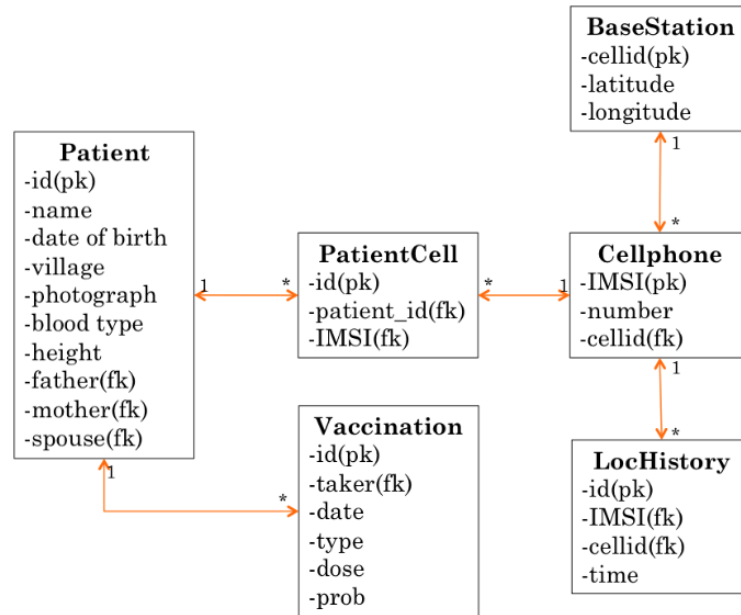 BaseStation
-cellid(pk)
-latitude
-longitude
1
*
Patient
-id(pk)
-name
-date of birth
-village
-photograph
-blood type
-height
-father(fk)
-mother(fk)
-spouse(fk)
1
*
PatientCell
-id(pk)
-patient_id(fk)
-IMSI(fk)
*
1
Cellphone
-IMSI(pk)
-number
-cellid(fk)
1
*
Vaccination
-id(pk)
-taker(fk)
-date
-type
-dose
-prob
1
*
LocHistory
-id(pk)
-IMSI(fk)
-cellid(fk)
-time